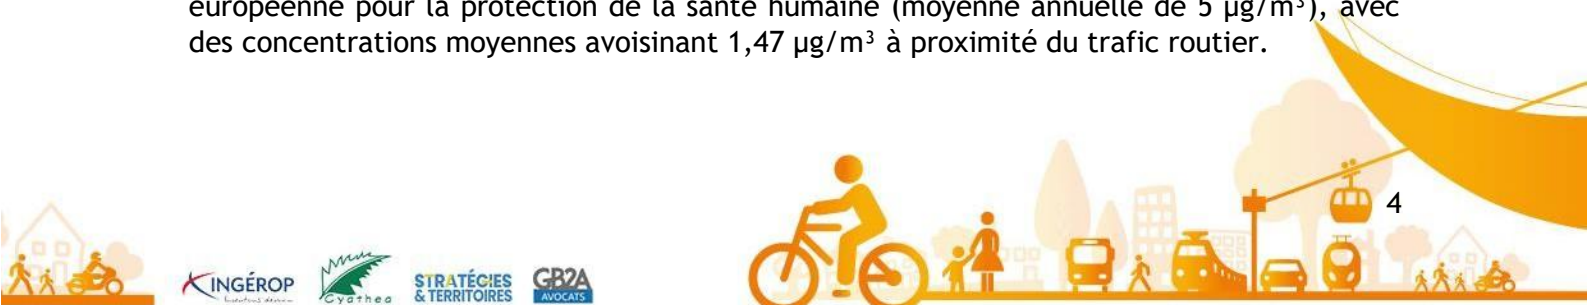 européenne pour la protection de la santé humaine (moyenne annuelle de 5 µg/m³), avec
des concentrations moyennes avoisinant 1,47 µg/m³ à proximité du trafic routier.
4
INGÉROP
Cyathea
STRATÉGIES
& TERRITOIRES
GB2A
AVOCATS